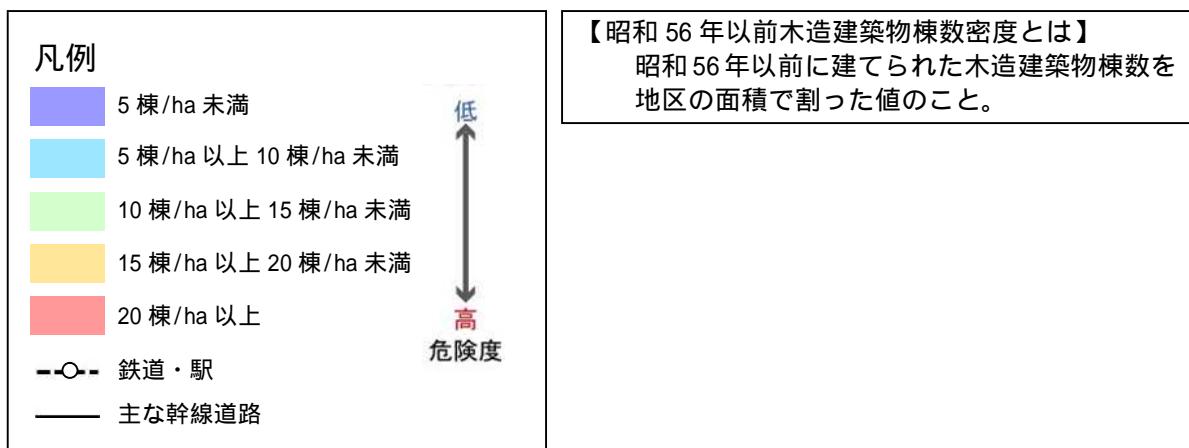 凡例
5 棟/ha 未満
5 棟/ha 以上 10 棟/ha 未満
10 棟/ha 以上 15 棟/ha 未満
15 棟/ha 以上 20 棟/ha 未満
20 棟/ha 以上
鉄道・駅
主な幹線道路
低
高
危険度
【昭和 56 年以前木造建築物棟数密度とは】
昭和 56 年以前に建てられた木造建築物棟数を
地区の面積で割った値のこと。